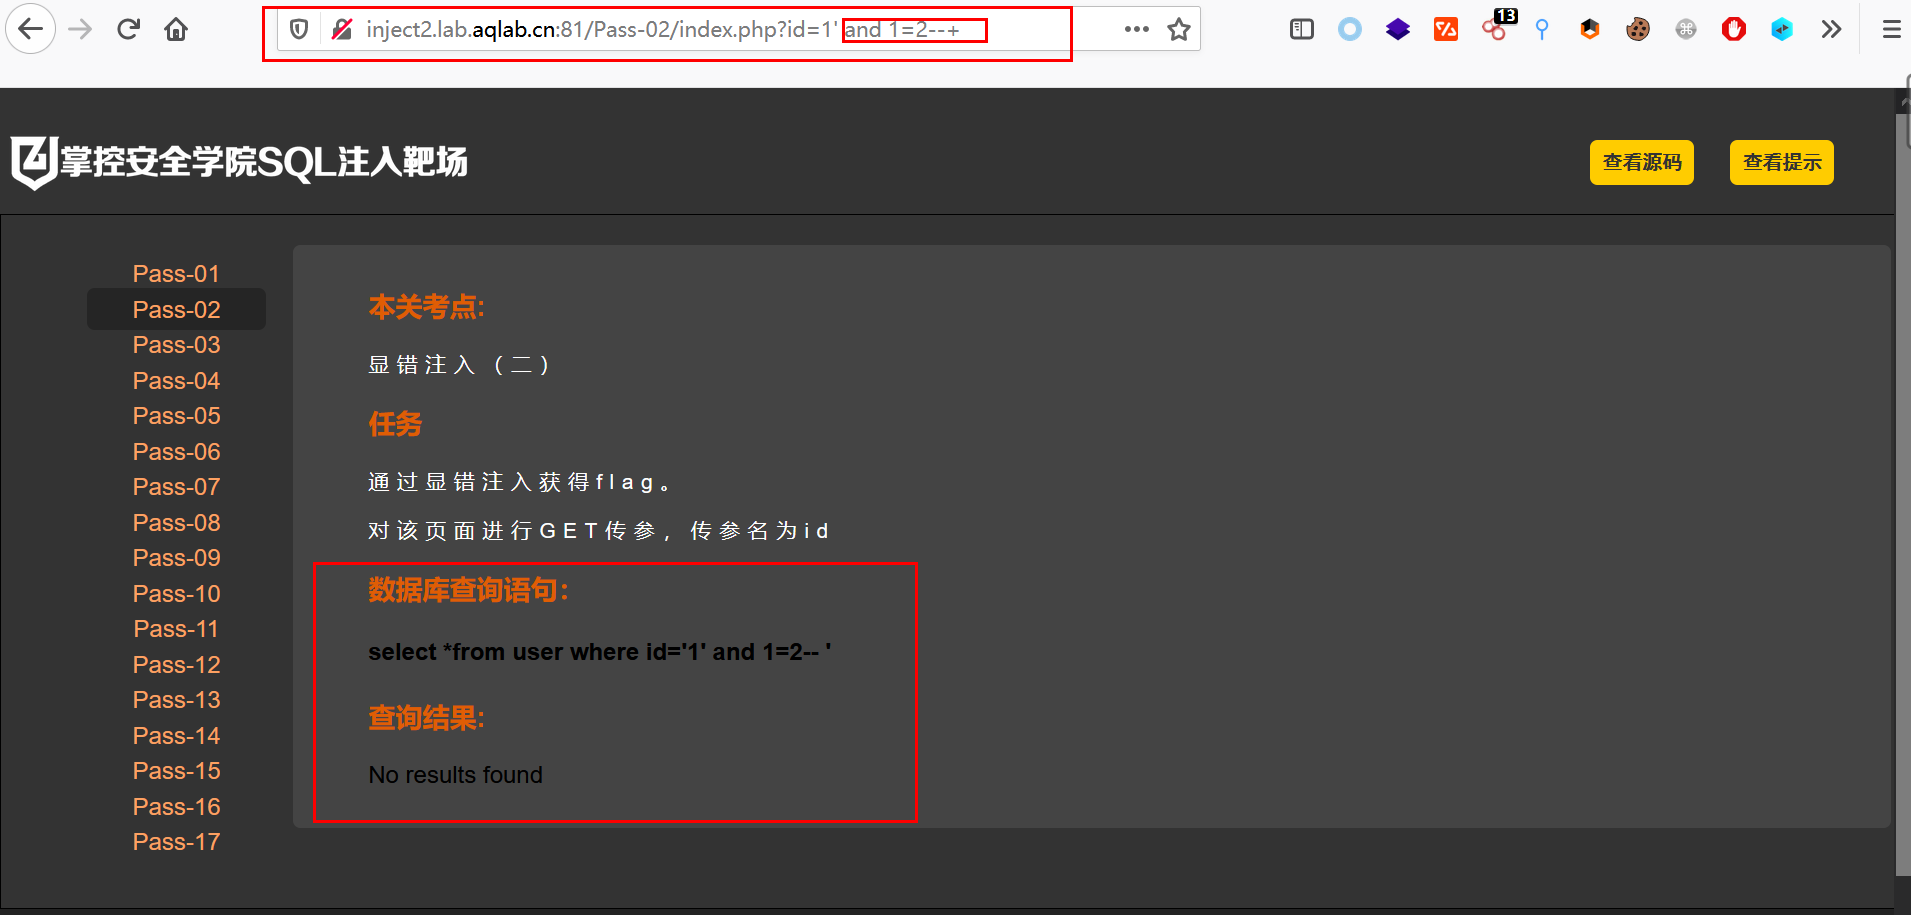 inject2.lab.aqlab.cn:81/Pass-02/index.php?id=1' and 1=2--+
13
掌控安全学院SQL注入靶场
查看源码
查看提示
Pass-01
Pass-02
Pass-03
Pass-04
Pass-05
Pass-06
Pass-07
Pass-08
Pass-09
Pass-10
Pass-11
Pass-12
Pass-13
Pass-14
Pass-15
Pass-16
Pass-17
本关考点:
显错注入（二）
任务
通过显错注入获得flag。
对该页面进行GET传参，传参名为id
数据库查询语句：
select *from user where id='1' and 1=2-- '
查询结果:
No results found